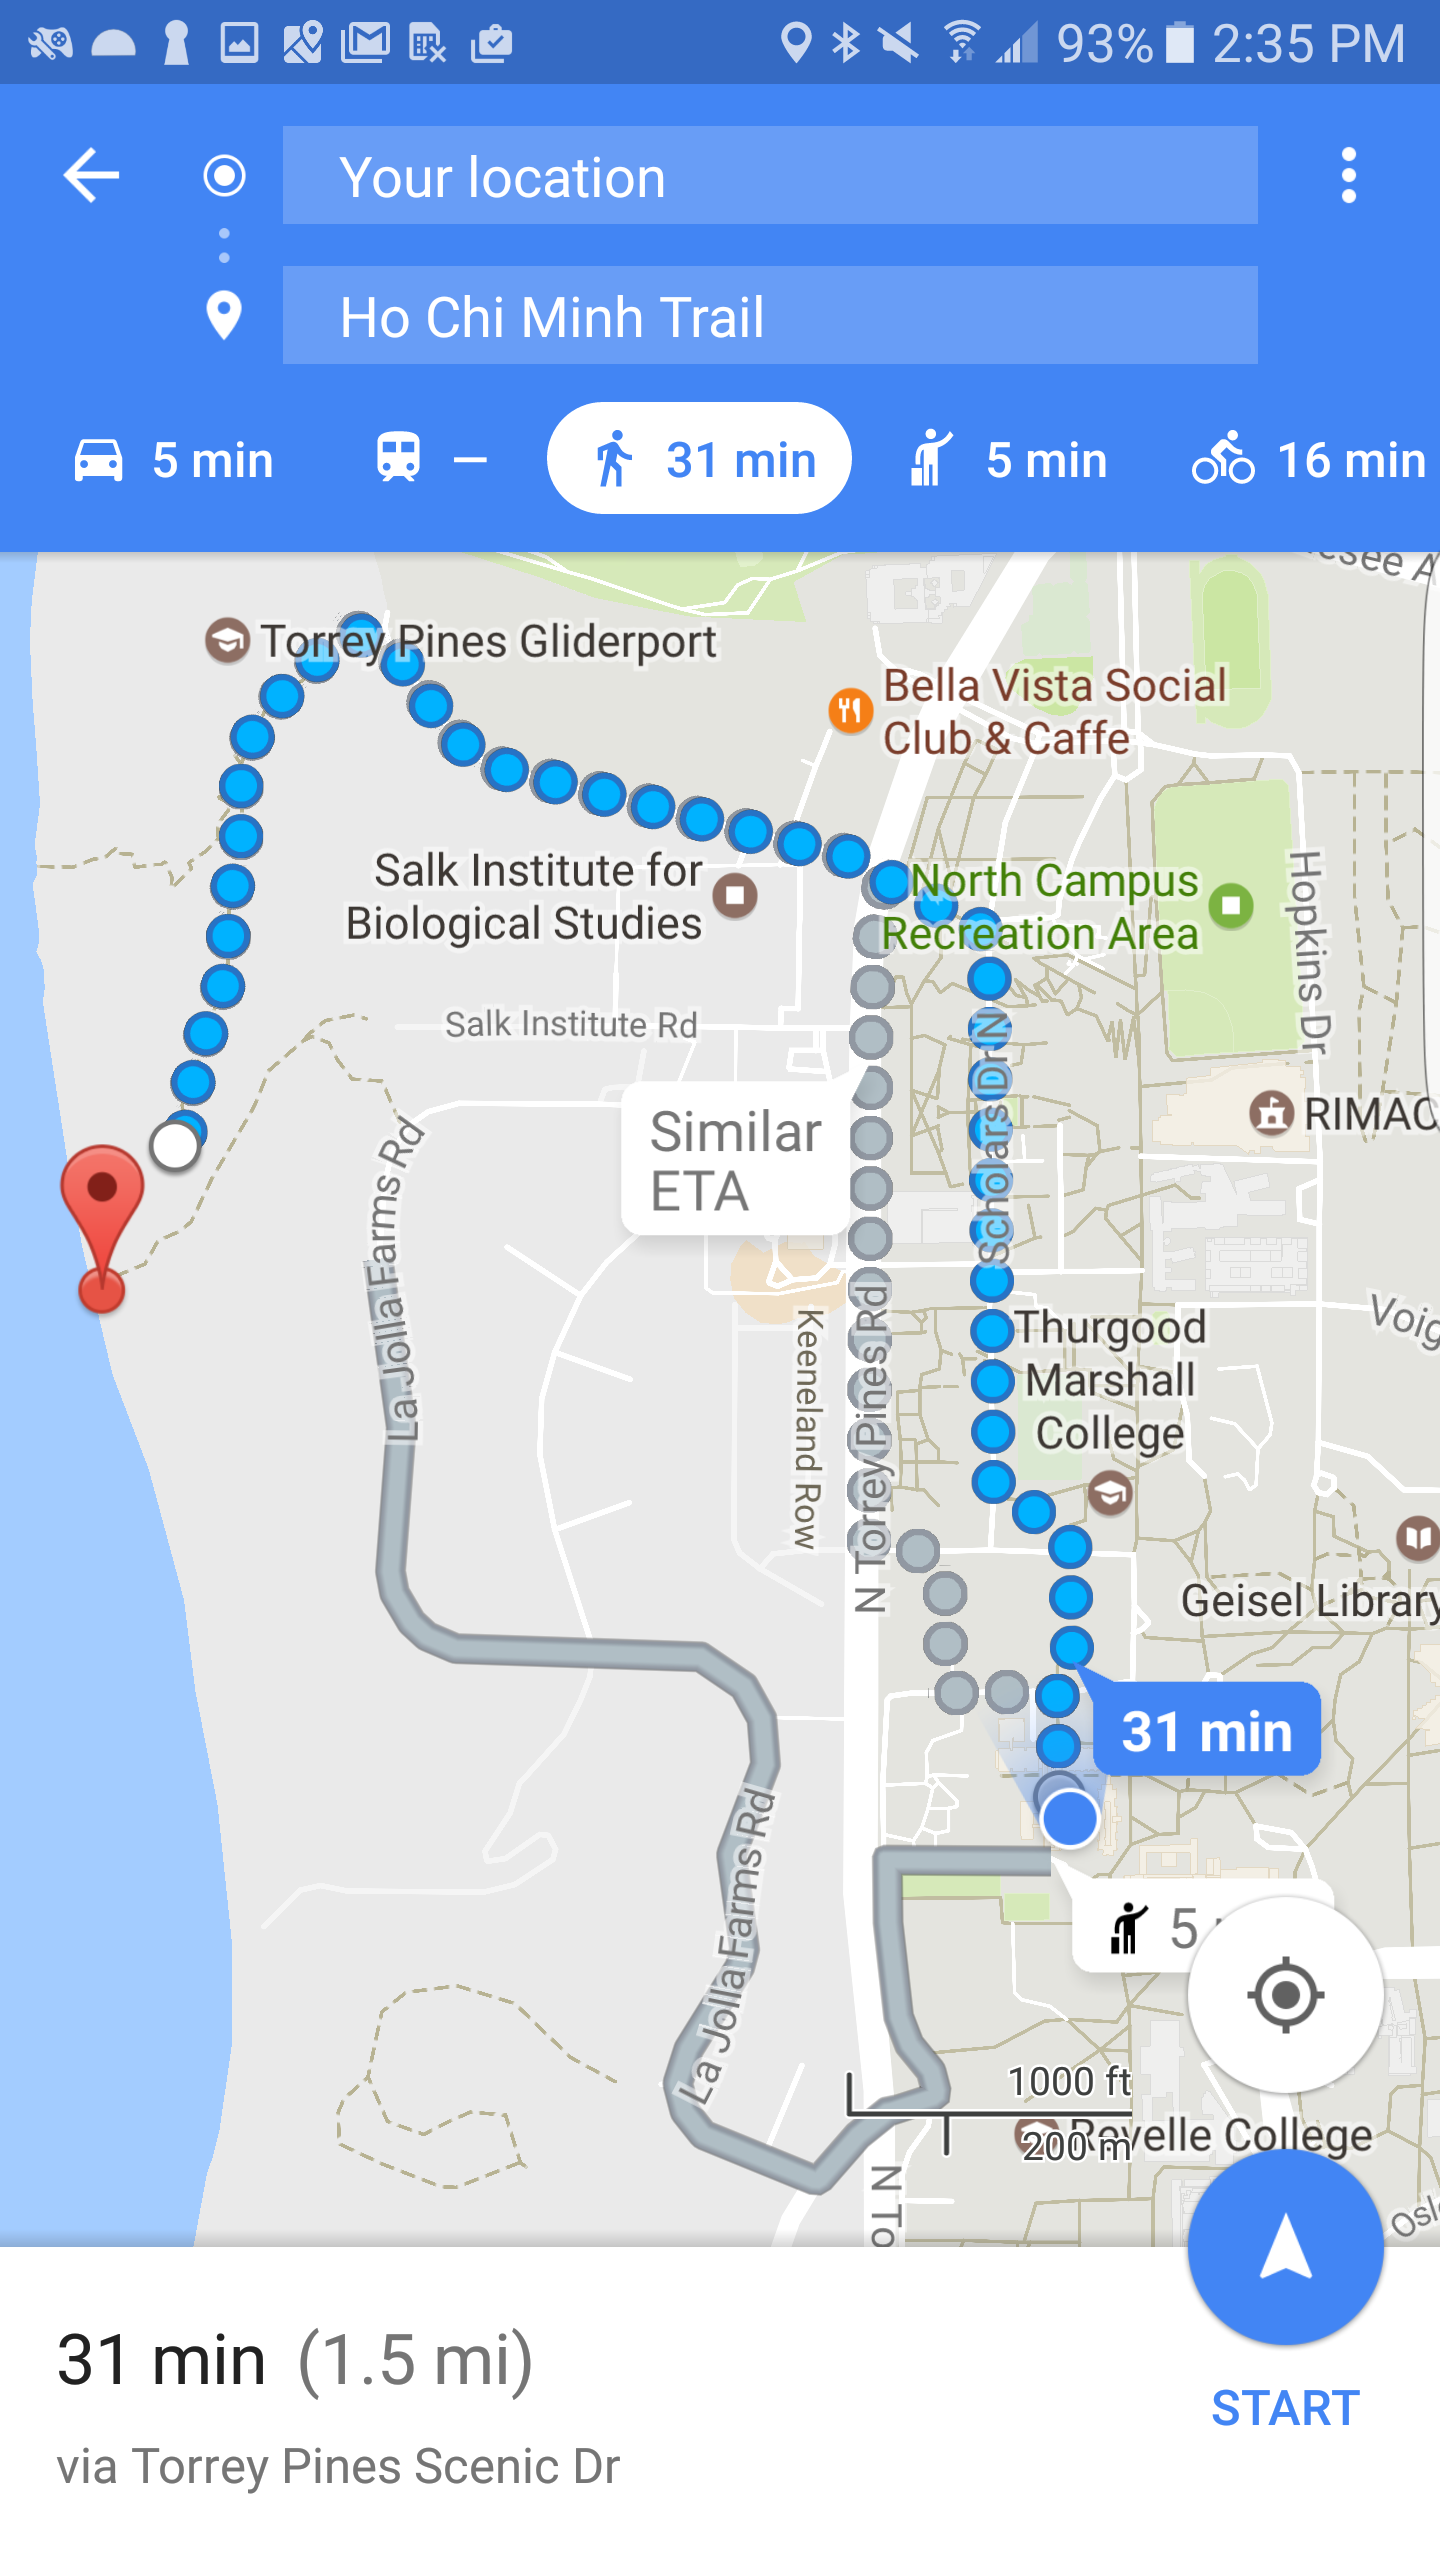 93% 2:35 PM
Your location
Ho Chi Minh Trail
5 min
—
31 min
5 min
16 min
Torrey Pines Gliderport
Bella Vista Social
Club & Caffe
Salk Institute for
Biological Studies
North Campus
Recreation Area
Hopkins Dr
Salk Institute Rd
Scholars Dr N
RIMAC
Similar
ETA
La Jolla Farms Rd
Keeneland Row
N Torrey Pines Rd
Thurgood
Marshall
College
Geisel Library
31 min
La Jolla Farms Rd
5
1000 ft
200 m
Revelle College
N To
31 min (1.5 mi)
START
via Torrey Pines Scenic Dr